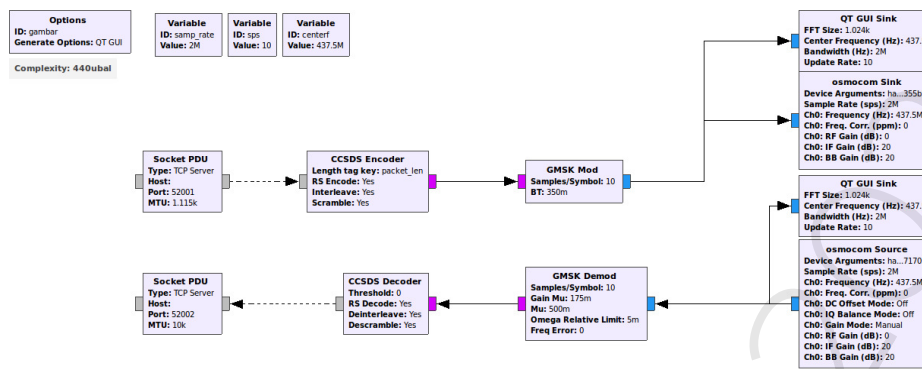 Options
ID: gambar
Generate Options: QT GUI
Complexity: 440ubal
Variable
ID: samp_rate
Value: 2M
Variable
ID: sps
Value: 10
Variable
ID: centerf
Value: 437.5M
QT GUI Sink
FFT Size: 1.024k
Center Frequency (Hz): 437.
Bandwidth (Hz): 2M
Update Rate: 10
osmocom Sink
Device Arguments: ha...355b
Sample Rate (sps): 2M
Ch0: Frequency (Hz): 437.5M
Ch0: Freq. Corr. (ppm): 0
Ch0: RF Gain (dB): 0
Ch0: IF Gain (dB): 20
Ch0: BB Gain (dB): 20
Socket PDU
Type: TCP Server
Host:
Port: 52001
MTU: 1.115k
CCSDS Encoder
Length tag key: packet_len
RS Encode: Yes
Interleave: Yes
Scramble: Yes
GMSK Mod
Samples/Symbol: 10
BT: 350m
QT GUI Sink
FFT Size: 1.024k
Center Frequency (Hz): 437.
Bandwidth (Hz): 2M
Update Rate: 10
Socket PDU
Type: TCP Server
Host:
Port: 52002
MTU: 10k
CCSDS Decoder
Threshold: 0
RS Decode: Yes
Deinterleave: Yes
Descramble: Yes
GMSK Demod
Samples/Symbol: 10
Gain Mu: 175m
Mu: 500m
Omega Relative Limit: 5m
Freq Error: 0
osmocom Source
Device Arguments: ha...7170
Sample Rate (sps): 2M
Ch0: Frequency (Hz): 437.5M
Ch0: Freq. Corr. (ppm): 0
Ch0: DC Offset Mode: Off
Ch0: IQ Balance Mode: Off
Ch0: Gain Mode: Manual
Ch0: RF Gain (dB): 0
Ch0: IF Gain (dB): 20
Ch0: BB Gain (dB): 20